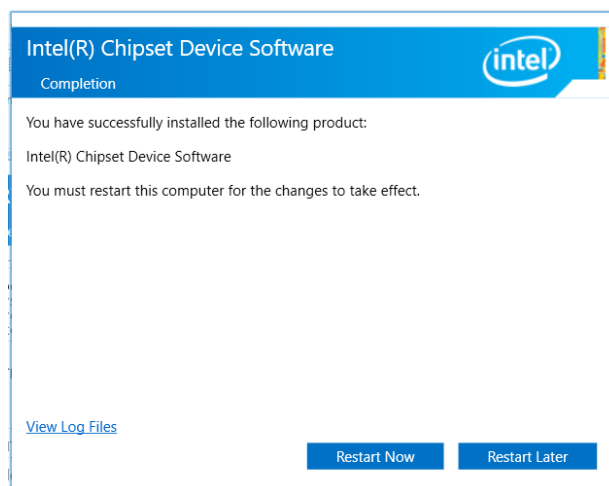 Intel(R) Chipset Device Software
intel
Completion
You have successfully installed the following product:
Intel(R) Chipset Device Software
You must restart this computer for the changes to take effect.
View Log Files
Restart Now
Restart Later